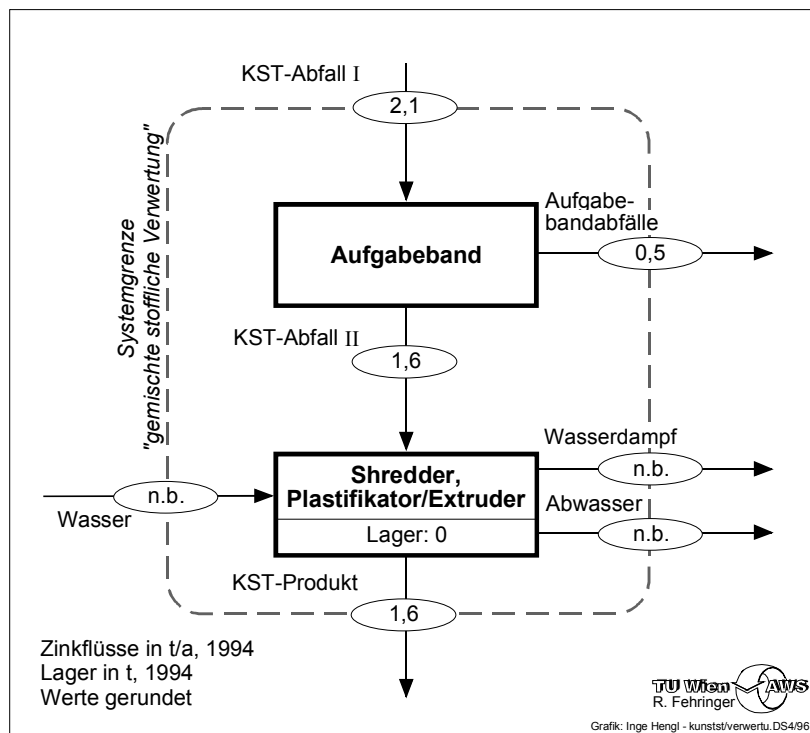 KST-Abfall I
2,1
Systemgrenze
"gemischte stoffliche Verwertung"
Aufgabeband
Aufgabe-
bandabfälle
0,5
KST-Abfall II
1,6
Wasser
n.b.
Shredder,
Plastifikator/Extruder
Lager: 0
Wasserdampf
n.b.
Abwasser
n.b.
KST-Produkt
1,6
Zinkflüsse in t/a, 1994
Lager in t, 1994
Werte gerundet
TU Wien AWS
R. Fehringer
Grafik: Inge Hengl - kunstst/verwertu.DS4/96